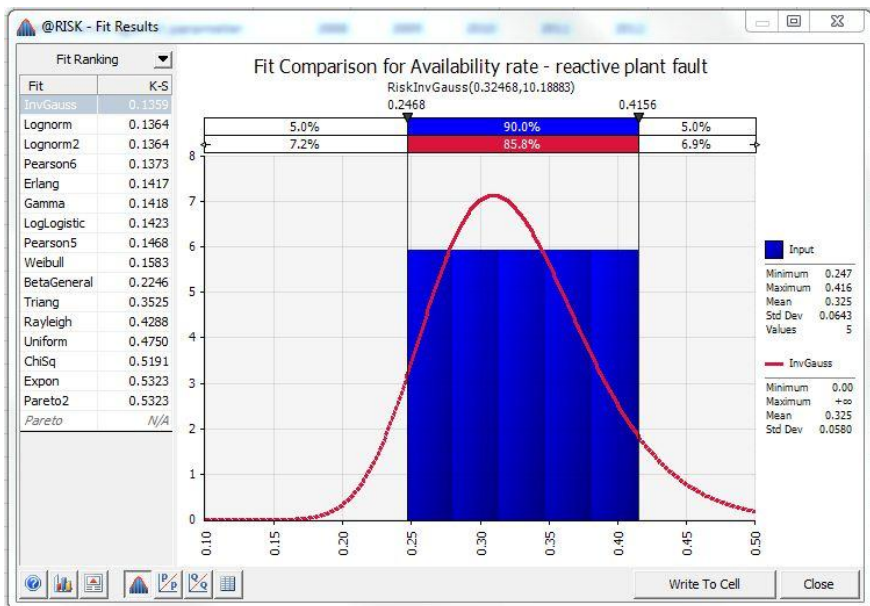 @RISK - Fit Results
Fit Ranking
Fit K-S
InvGauss 0.1359
Lognorm 0.1364
Lognorm2 0.1364
Pearson6 0.1373
Erlang 0.1417
Gamma 0.1418
LogLogistic 0.1423
Pearson5 0.1468
Weibull 0.1583
BetaGeneral 0.2246
Triang 0.3525
Rayleigh 0.4288
Uniform 0.4750
ChiSq 0.5191
Expon 0.5323
Pareto2 0.5323
Pareto N/A
Fit Comparison for Availability rate - reactive plant fault
RiskInvGauss(0.32468,10.18883)
0.2468 0.4156
5.0% 90.0% 5.0%
7.2% 85.8% 6.9%
8
7
6
5
4
3
2
1
0
0.10 0.15 0.20 0.25 0.30 0.35 0.40 0.45 0.50
Input
Minimum 0.247
Maximum 0.416
Mean 0.325
Std Dev 0.0643
Values 5
InvGauss
Minimum 0.00
Maximum +∞
Mean 0.325
Std Dev 0.0580
P/P
Q/Q
Write To Cell
Close